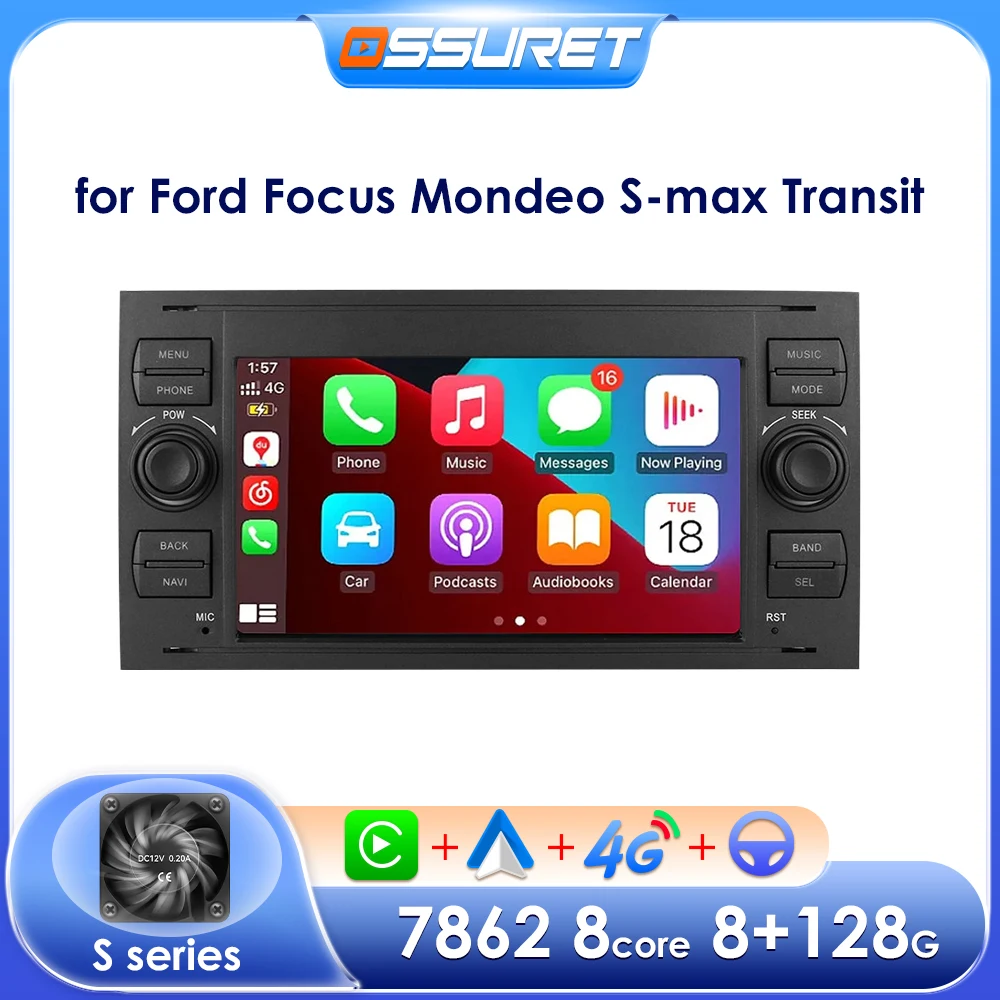 OSSURET
for Ford Focus Mondeo S-max Transit
MENU
PHONE
POW
BACK
NAVI
MIC
1:57
4G
du
Phone
Music
16
Messages
Now Playing
Car
Podcasts
Audiobooks
TUE
18
Calendar
MUSIC
MODE
SEEK
BAND
SEL
RST
DC12V 0.20A
CE
S series
+ + 4G +
7862 8core 8+128G